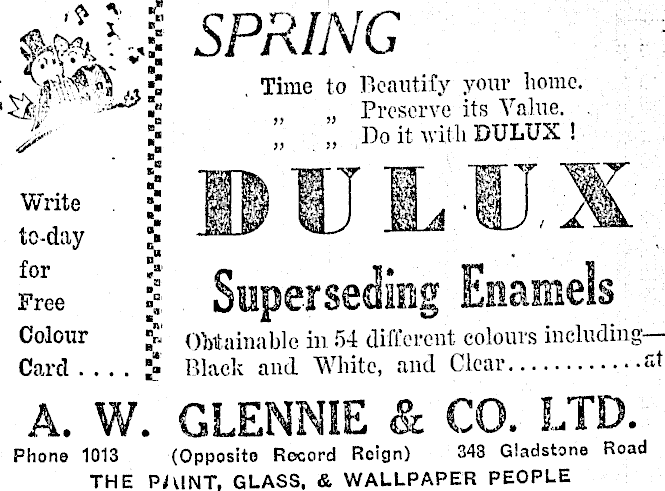 SPRING
Time to Beautify your home.
„ „ Preserve its Value.
„ „ Do it with DULUX !
DULUX
Superseding Enamels
Obtainable in 54 different colours including—
Black and White, and Clear............at
Write
to-day
for
Free
Colour
Card ....
A. W. GLENNIE & CO. LTD.
Phone 1013 (Opposite Record Reign) 348 Gladstone Road
THE PAINT, GLASS, & WALLPAPER PEOPLE